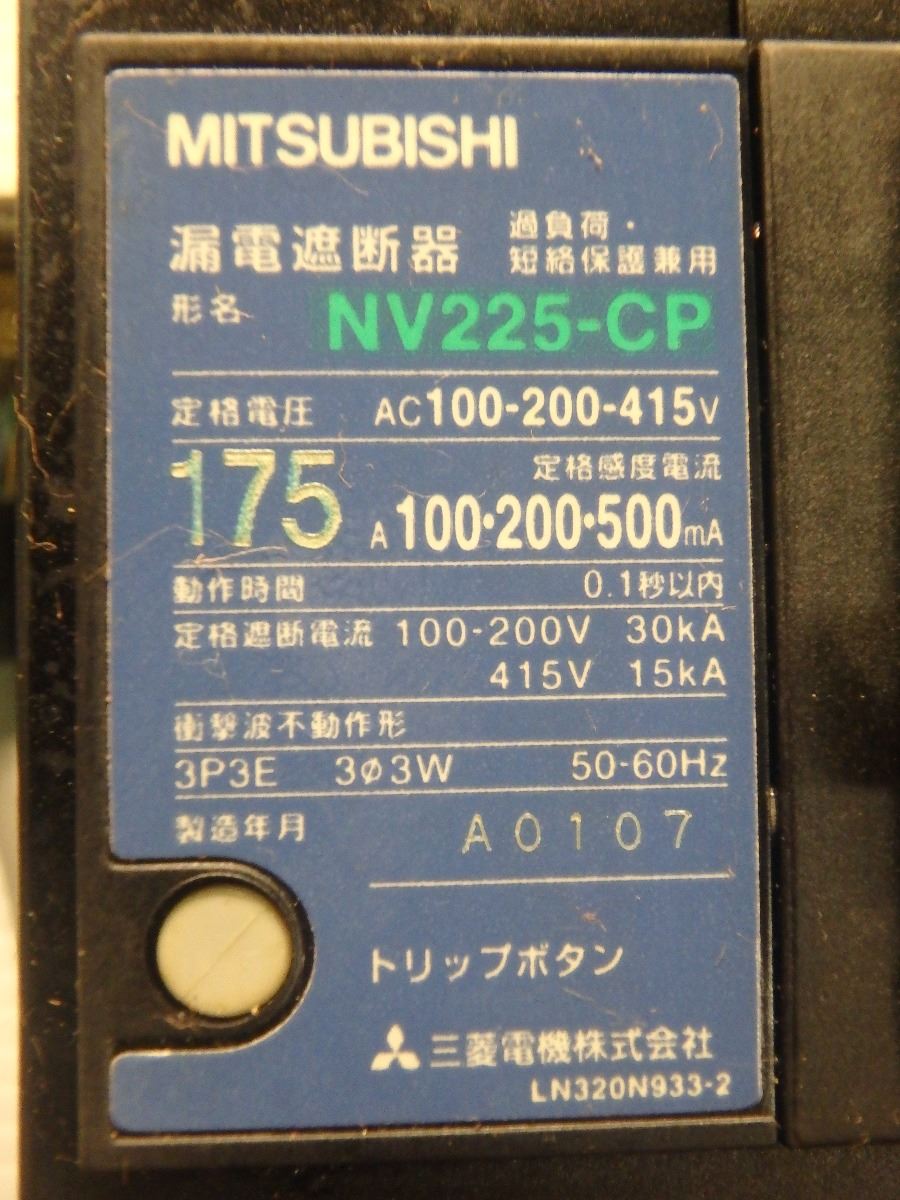 MITSUBISHI
漏電遮断器 過負荷・
短絡保護兼用
形名 NV225-CP
定格電圧 AC100-200-415V
175A 定格感度電流
100・200・500mA
動作時間 0.1秒以内
定格遮断電流 100-200V 30kA
415V 15kA
衝撃波不動作形
3P3E 3ø3W 50-60Hz
製造年月 A0107
トリップボタン
三菱電機株式会社
LN320N933-2